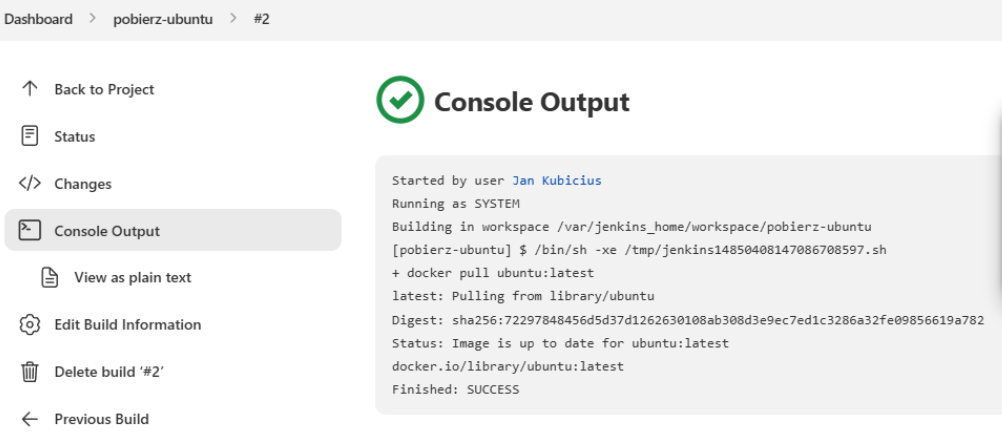 Dashboard > pobierz-ubuntu > #2
Back to Project
Status
Changes
Console Output
View as plain text
Edit Build Information
Delete build ‘#2’
Previous Build
Console Output
Started by user Jan Kubicius
Running as SYSTEM
Building in workspace /var/jenkins_home/workspace/pobierz-ubuntu
[pobierz-ubuntu] $ /bin/sh -xe /tmp/jenkins14850408147086708597.sh
+ docker pull ubuntu:latest
latest: Pulling from library/ubuntu
Digest: sha256:72297848456d5d37d1262630108ab308d3e9ec7ed1c3286a32fe09856619a782
Status: Image is up to date for ubuntu:latest
docker.io/library/ubuntu:latest
Finished: SUCCESS